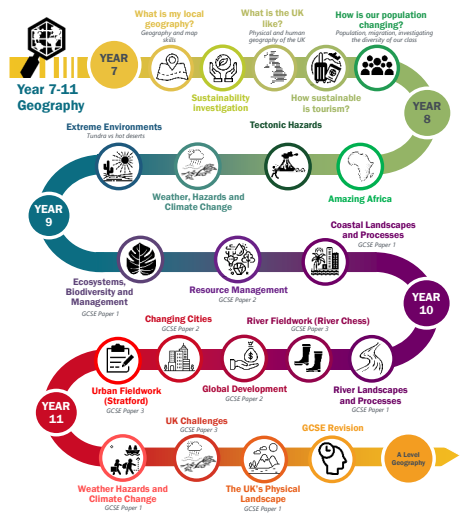 Year 7-11
Geography
YEAR
7
What is my local
geography?
Geography and map
skills
Sustainability
investigation
What is the UK
like?
Physical and human
geography of the UK
How sustainable
is tourism?
How is our population
changing?
Population, migration, investigating
the diversity of our class
YEAR
8
Amazing Africa
Tectonic Hazards
Weather, Hazards and
Climate Change
Extreme Environments
Tundra vs hot deserts
YEAR
9
Ecosystems,
Biodiversity and
Management
GCSE Paper 1
Resource Management
GCSE Paper 2
Coastal Landscapes
and Processes
GCSE Paper 1
YEAR
10
River Landscapes
and Processes
GCSE Paper 1
River Fieldwork (River Chess)
GCSE Paper 3
Global Development
GCSE Paper 2
Changing Cities
GCSE Paper 2
Urban Fieldwork
(Stratford)
GCSE Paper 3
YEAR
11
Weather Hazards and
Climate Change
GCSE Paper 1
UK Challenges
GCSE Paper 3
The UK's Physical
Landscape
GCSE Paper 1
GCSE Revision
A Level
Geography